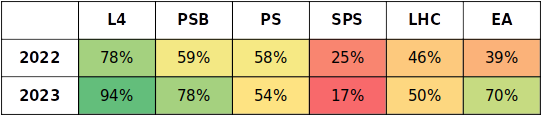 L4 PSB PS SPS LHC EA
2022 78% 59% 58% 25% 46% 39%
2023 94% 78% 54% 17% 50% 70%